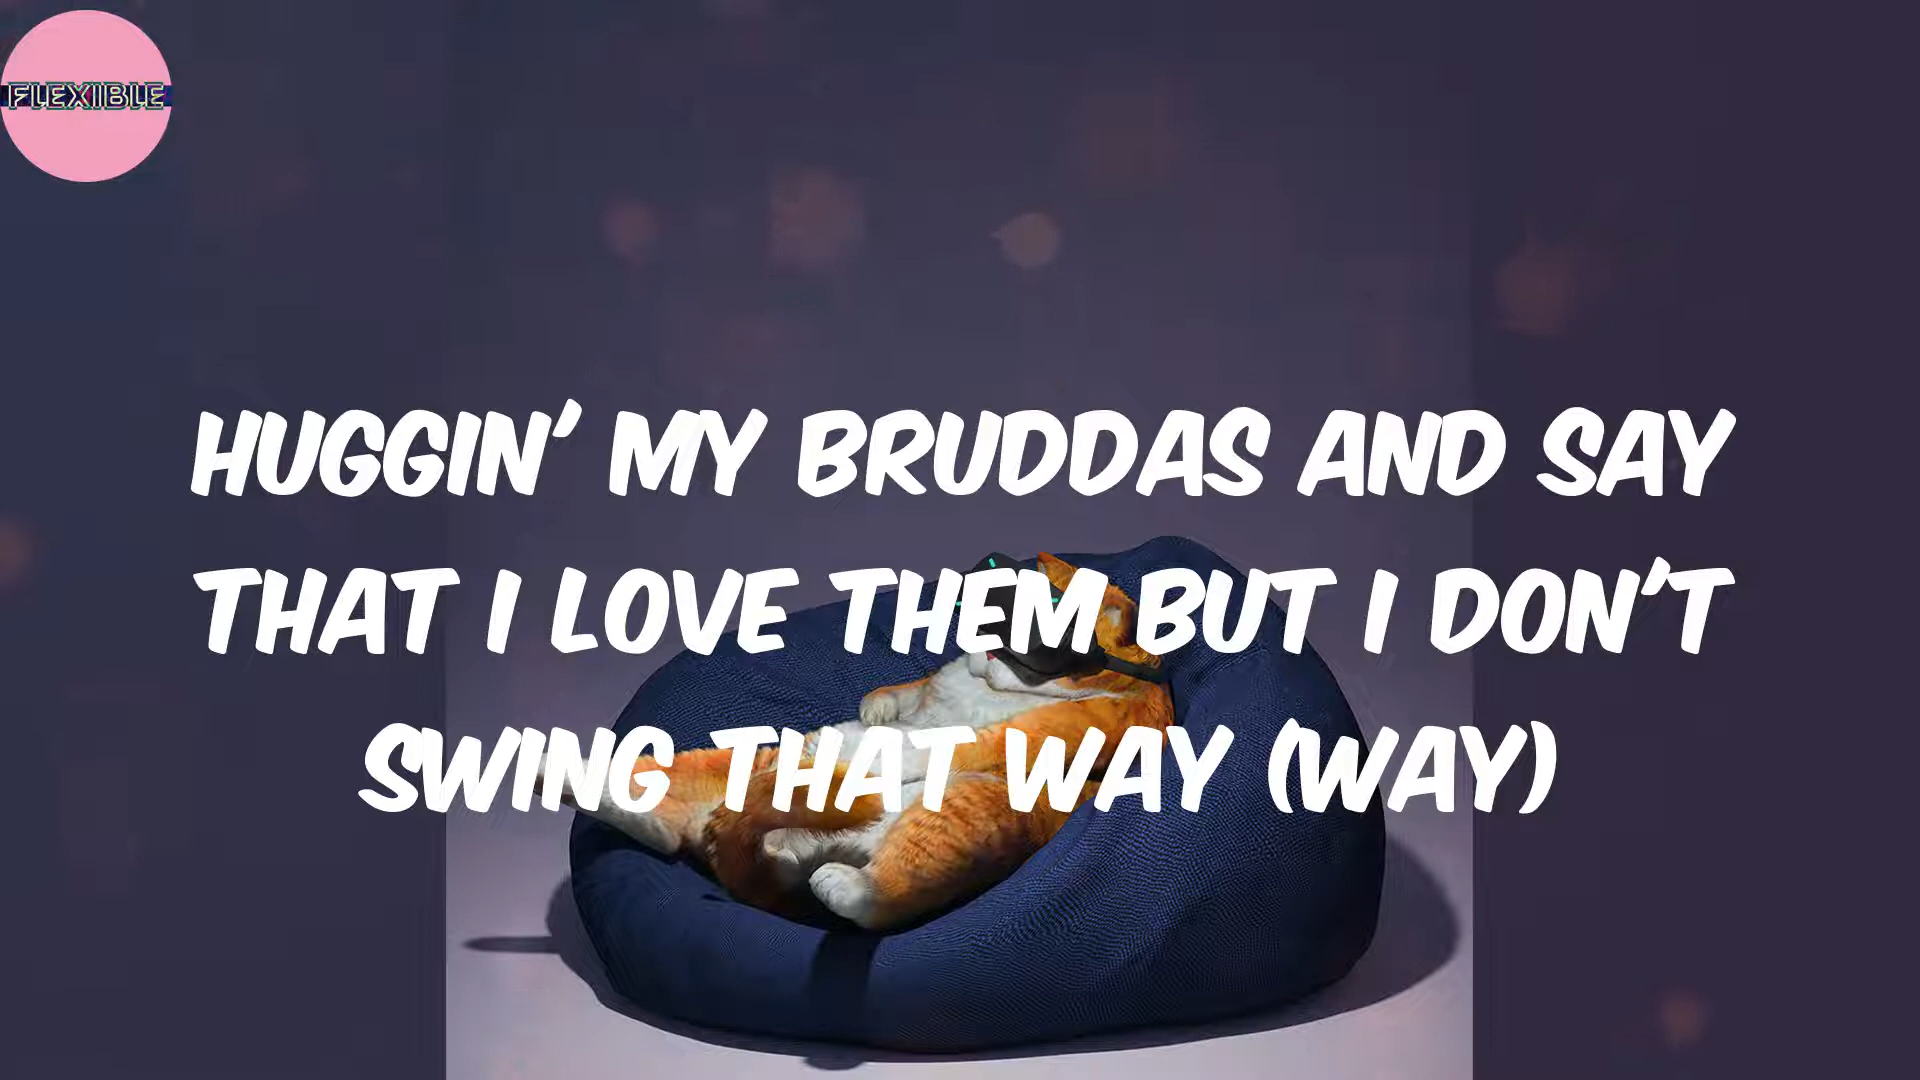 FLEXIBLE
HUGGIN' MY BRUDDAS AND SAY
THAT I LOVE THEM BUT I DON'T
SWING THAT WAY (WAY)